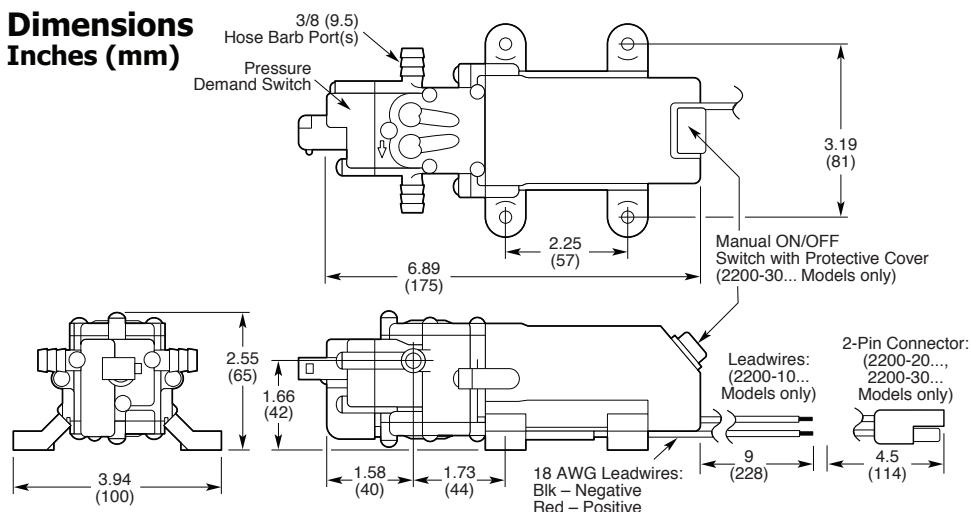 Dimensions
Inches (mm)
3/8 (9.5)
Hose Barb Port(s)
Pressure
Demand Switch
3.19
(81)
2.25
(57)
6.89
(175)
Manual ON/OFF
Switch with Protective Cover
(2200-30... Models only)
2.55
(65)
1.66
(42)
3.94
(100)
1.58
(40)
1.73
(44)
18 AWG Leadwires:
Blk – Negative
Red – Positive
Leadwires:
(2200-10...
Models only)
9
(228)
2-Pin Connector:
(2200-20...,
2200-30...
Models only)
4.5
(114)